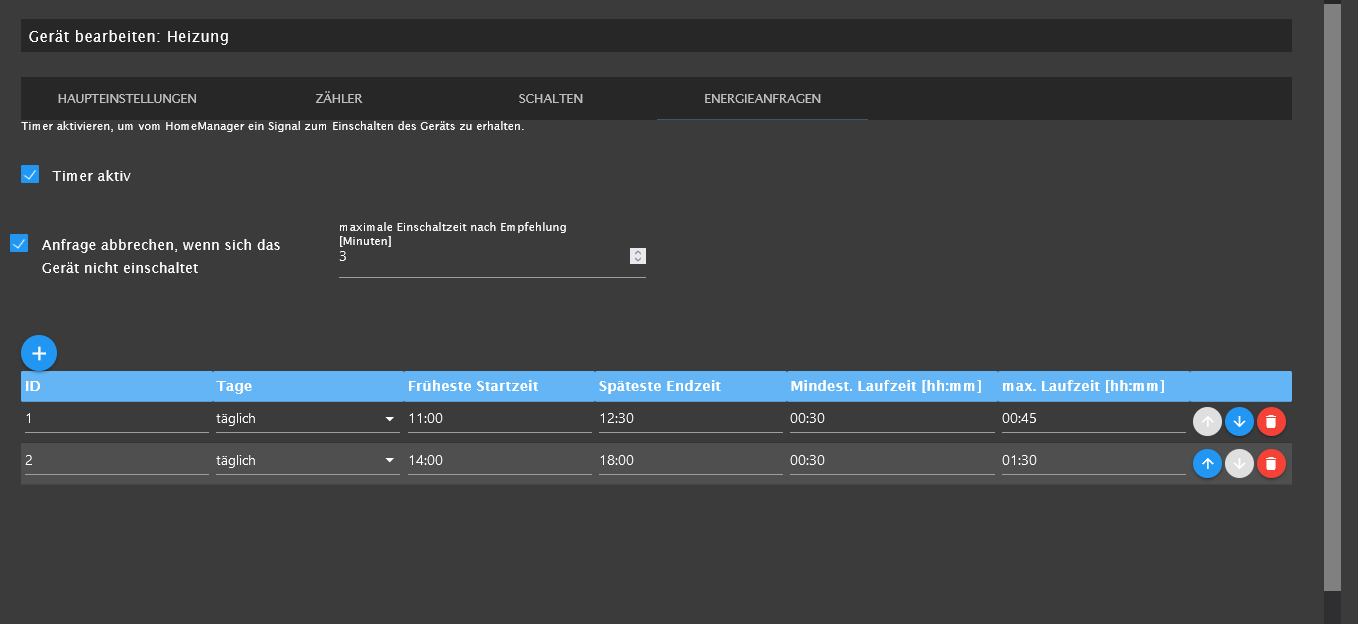 Gerät bearbeiten: Heizung
HAUPTEINSTELLUNGEN ZÄHLER SCHALTEN ENERGIEANFRAGEN
Timer aktivieren, um vom HomeManager ein Signal zum Einschalten des Geräts zu erhalten.
Timer aktiv
Anfrage abbrechen, wenn sich das
Gerät nicht einschaltet
maximale Einschaltzeit nach Empfehlung
[Minuten]
3
ID Tage Früheste Startzeit Späteste Endzeit Mindest. Laufzeit [hh:mm] max. Laufzeit [hh:mm]
1 täglich 11:00 12:30 00:30 00:45
2 täglich 14:00 18:00 00:30 01:30